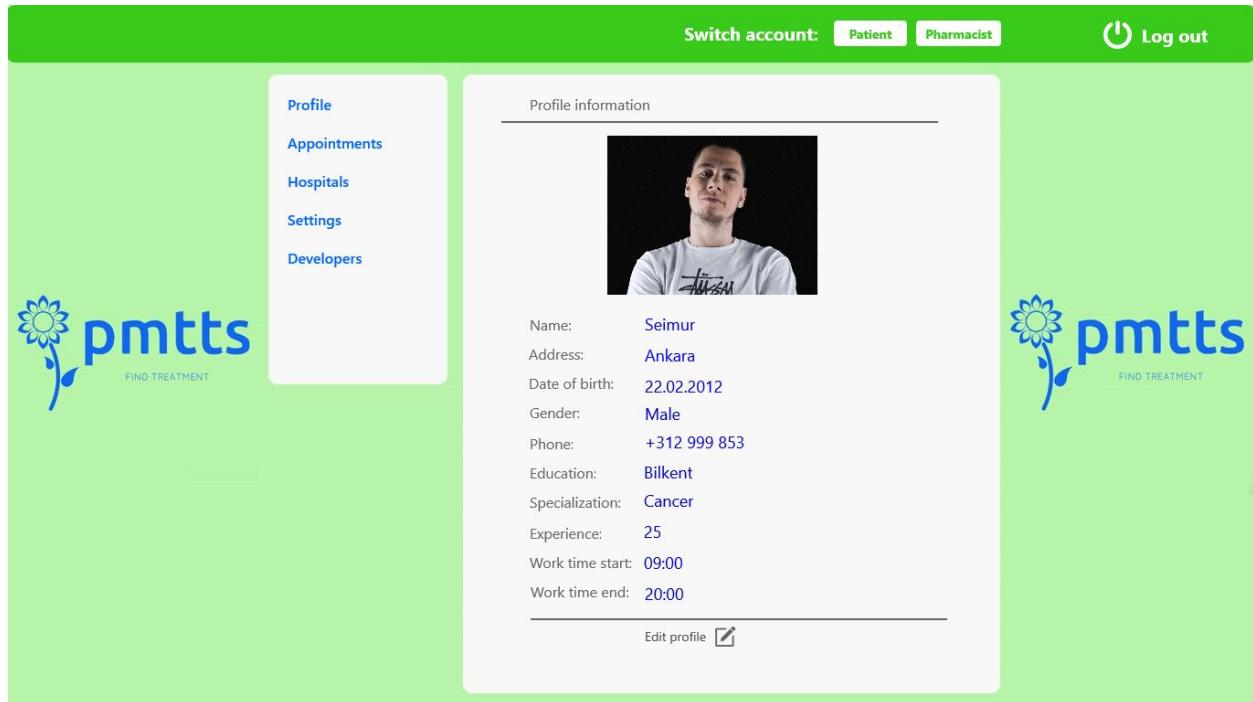 Switch account: Patient Pharmacist Log out
Profile
Appointments
Hospitals
Settings
Developers
pmtts
FIND TREATMENT
Profile information
STÜSSY
Name: Seimur
Address: Ankara
Date of birth: 22.02.2012
Gender: Male
Phone: +312 999 853
Education: Bilkent
Specialization: Cancer
Experience: 25
Work time start: 09:00
Work time end: 20:00
Edit profile
pmtts
FIND TREATMENT